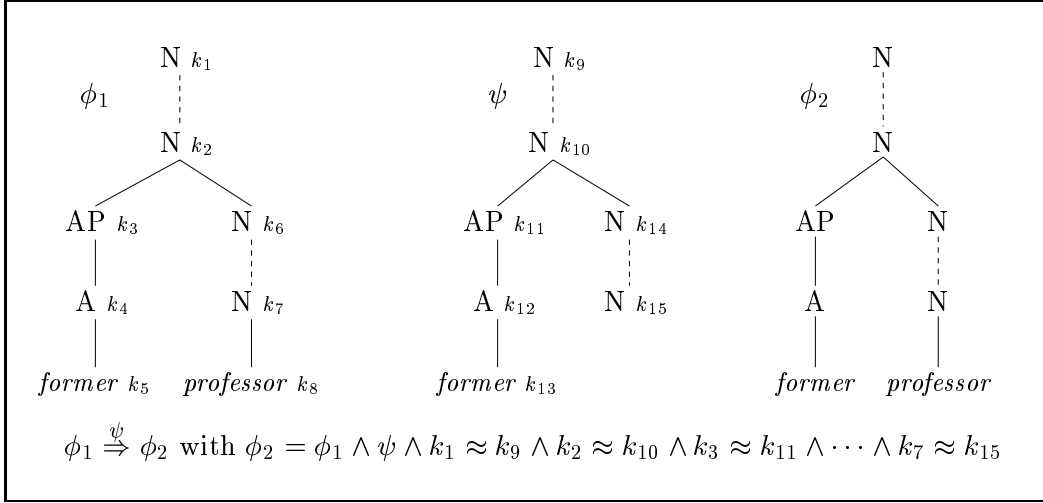 N k₁ N k₉ N
ϕ₁ ψ ϕ₂
N k₂ N k₁₀ N
AP k₃ N k₆ AP k₁₁ N k₁₄ AP N
A k₄ N k₇ A k₁₂ N k₁₅ A N
former k₅ professor k₈ former k₁₃ former professor
ϕ₁ ⇒^ψ ϕ₂ with ϕ₂ = ϕ₁ ∧ ψ ∧ k₁ ≈ k₉ ∧ k₂ ≈ k₁₀ ∧ k₃ ≈ k₁₁ ∧ ⋯ ∧ k₇ ≈ k₁₅